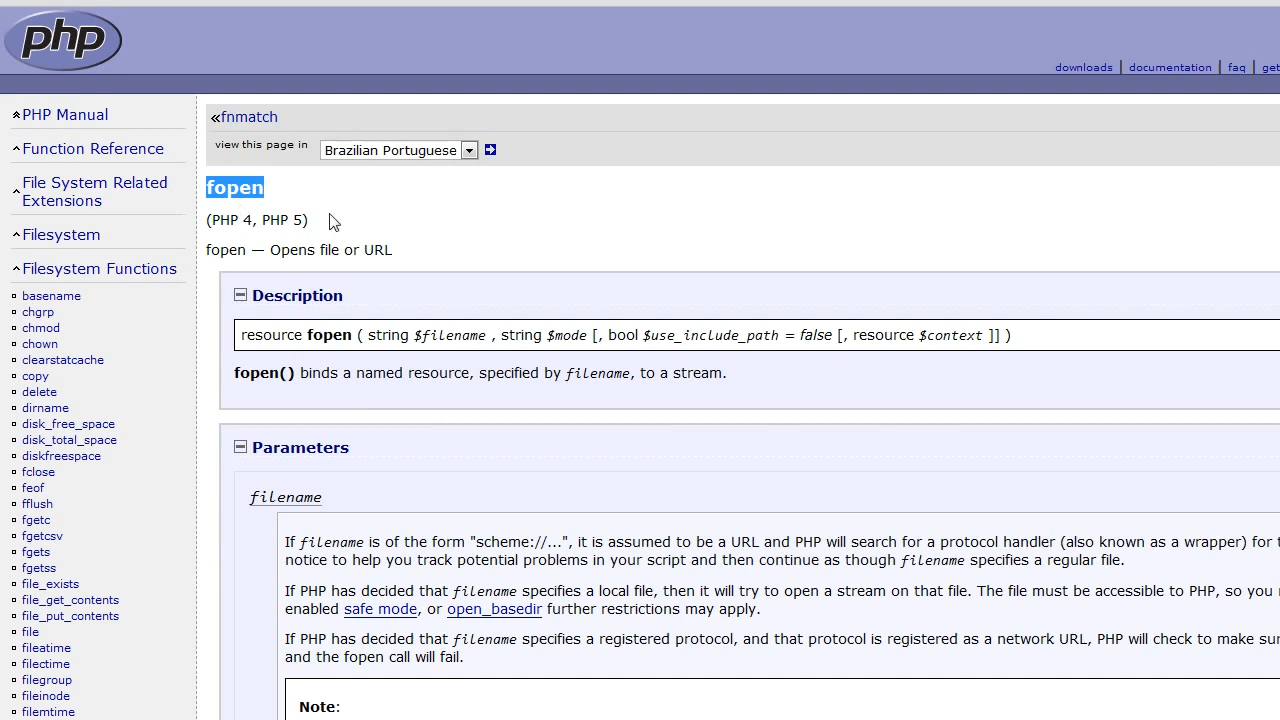 php
downloads | documentation | faq | get
PHP Manual
Function Reference
File System Related
Extensions
Filesystem
Filesystem Functions
basename
chgrp
chmod
chown
clearstatcache
copy
delete
dirname
disk_free_space
disk_total_space
diskfreespace
fclose
feof
fflush
fgetc
fgetcsv
fgets
fgetss
file_exists
file_get_contents
file_put_contents
file
fileatime
filectime
filegroup
fileinode
filemtime
«fnmatch
view this page in Brazilian Portuguese
fopen
(PHP 4, PHP 5)
fopen — Opens file or URL
Description
resource fopen ( string $filename , string $mode [, bool $use_include_path = false [, resource $context ]] )
fopen() binds a named resource, specified by filename, to a stream.
Parameters
filename
If filename is of the form "scheme://...", it is assumed to be a URL and PHP will search for a protocol handler (also known as a wrapper) for
notice to help you track potential problems in your script and then continue as though filename specifies a regular file.
If PHP has decided that filename specifies a local file, then it will try to open a stream on that file. The file must be accessible to PHP, so you
enabled safe mode, or open_basedir further restrictions may apply.
If PHP has decided that filename specifies a registered protocol, and that protocol is registered as a network URL, PHP will check to make
and the fopen call will fail.
Note: